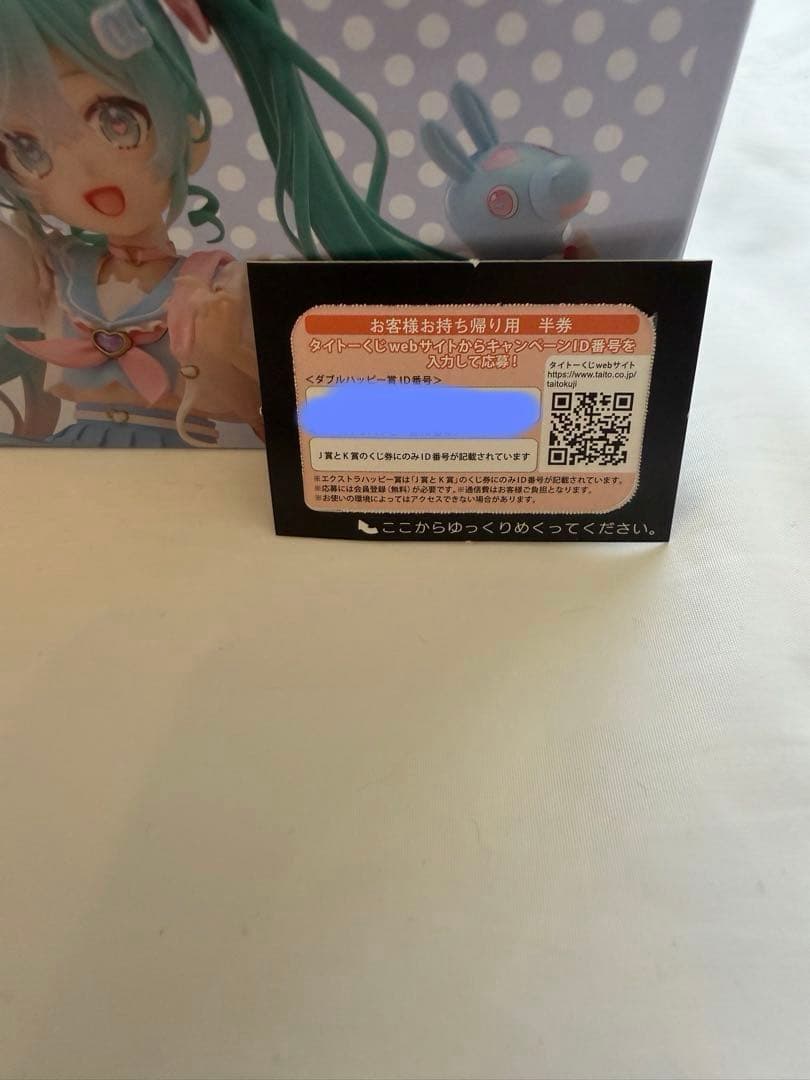 お客様お持ち帰り用　半券
タイトーくじwebサイトからキャンペーンID番号を
入力して応募！
＜ダブルハッピー賞ID番号＞
J賞とK賞のくじ券にのみID番号が記載されています
タイトーくじwebサイト
https://www.taito.co.jp/
taitokuji
※エクストラハッピー賞は「J賞とK賞」のくじ券にのみID番号が記載されています。
※応募には会員登録（無料）が必要です。※通信費はお客様ご負担となります。
※お使いの環境によってはアクセスできない場合があります。
ここからゆっくりめくってください。